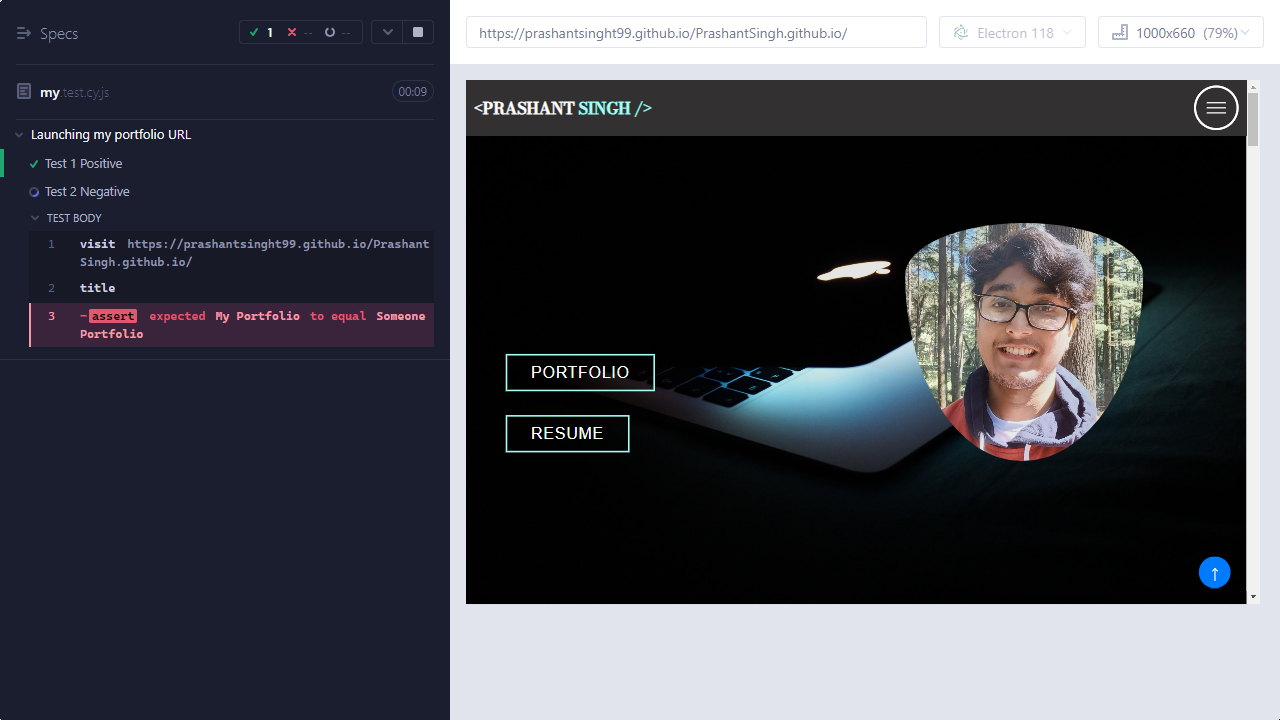 Specs
1
--
--
https://prashantsinght99.github.io/PrashantSingh.github.io/
Electron 118
1000x660 (79%)
my.test.cy.js
00:09
Launching my portfolio URL
Test 1 Positive
Test 2 Negative
TEST BODY
1 visit https://prashantsinght99.github.io/Prashant
Singh.github.io/
2 title
3 -assert expected My Portfolio to equal Someone
Portfolio
<PRASHANT SINGH />
PORTFOLIO
RESUME